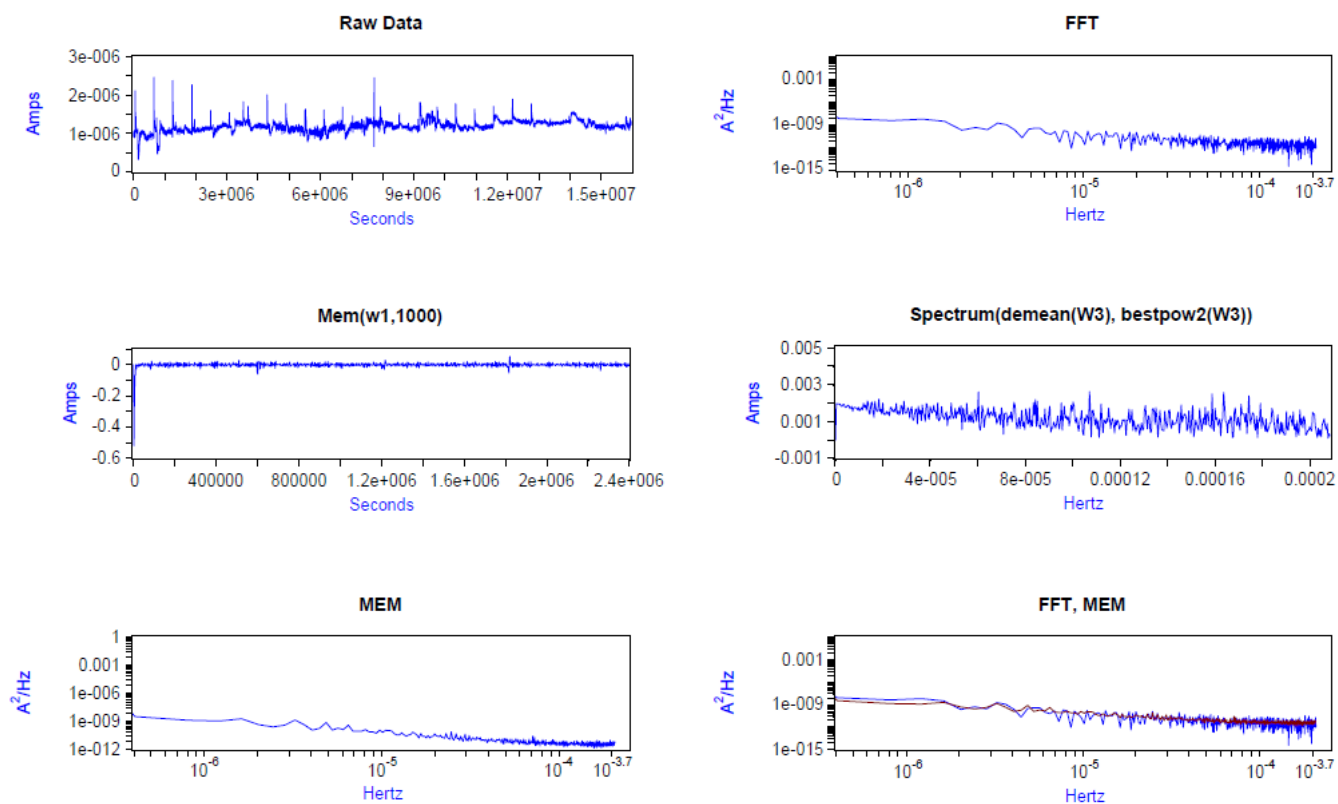 Raw Data
3e-006
2e-006
1e-006
0
Amps
0 3e+006 6e+006 9e+006 1.2e+007 1.5e+007
Seconds
FFT
0.001
1e-009
1e-015
A²/Hz
10⁻⁶ 10⁻⁵ 10⁻⁴ 10⁻³·⁷
Hertz
Mem(w1,1000)
0
-0.2
-0.4
-0.6
Amps
0 400000 800000 1.2e+006 1.6e+006 2e+006 2.4e+006
Seconds
Spectrum(demean(W3), bestpow2(W3))
0.005
0.003
0.001
-0.001
Amps
0 4e-005 8e-005 0.00012 0.00016 0.0002
Hertz
MEM
1
0.001
1e-006
1e-009
1e-012
A²/Hz
10⁻⁶ 10⁻⁵ 10⁻⁴ 10⁻³·⁷
Hertz
FFT, MEM
0.001
1e-009
1e-015
A²/Hz
10⁻⁶ 10⁻⁵ 10⁻⁴ 10⁻³·⁷
Hertz